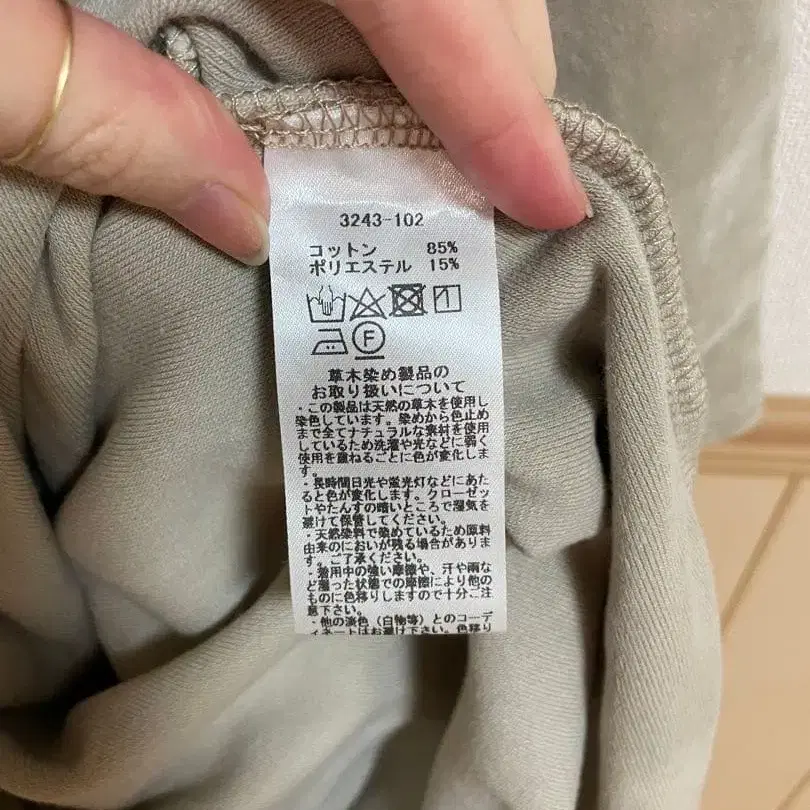 3243-102
コットン 85%
ポリエステル 15%
F
草木染め製品の
お取り扱いについて
・この製品は天然の草木を使用し
染色しています。染めから色止め
まで全てナチュラルな素材を使用
しているため洗濯や光などに弱く
使用を重ねるごとに色が変化しま
す。
・長時間日光や蛍光灯などにあた
ると色が変化します。クローゼッ
トやたんすの暗いところで湿気を
避けて保管してください。
・天然染料で染めているため原料
由来のにおいが残る場合がありま
す。ご了承ください。
・着用中の強い摩擦や、汗や雨な
ど湿った状態での摩擦により他の
ものに色移りしますので十分ご注
意下さい。
・他の淡色（白物等）とのコーデ
ィネートはお避け下さい。色移り